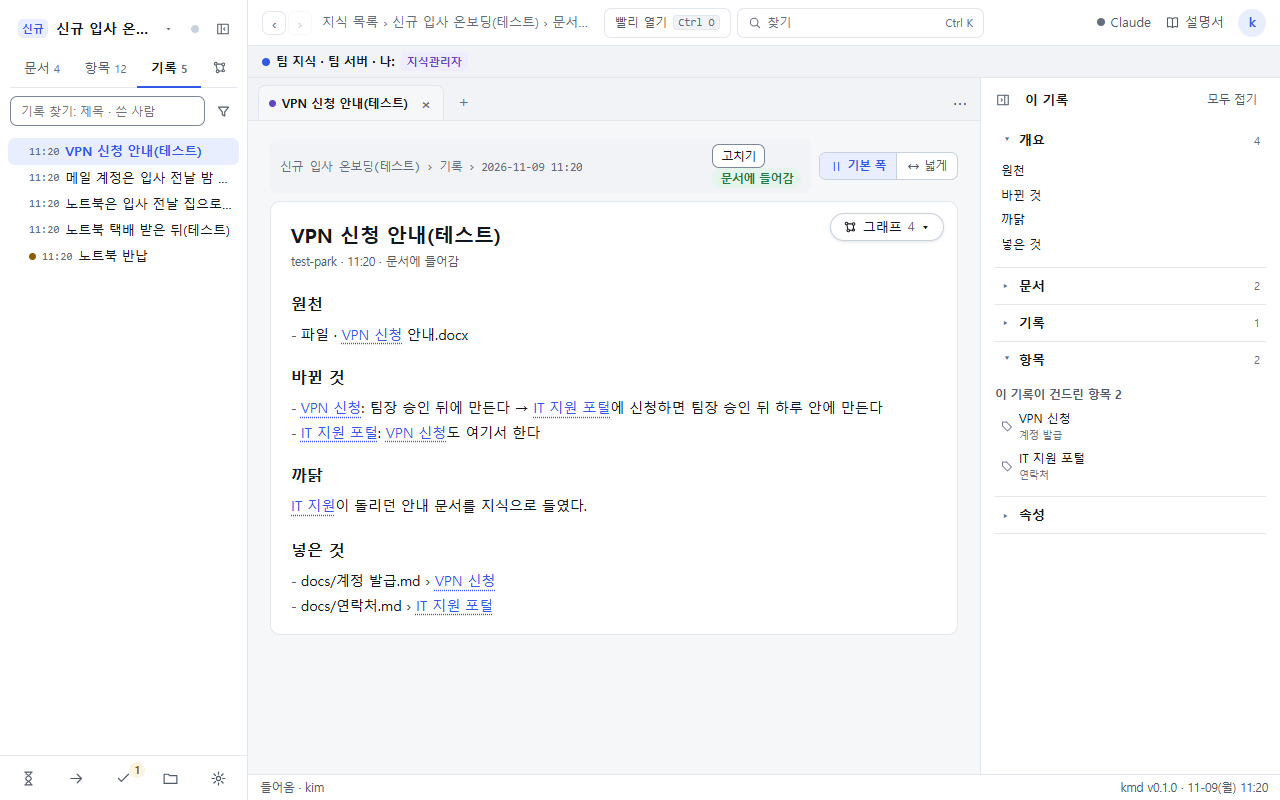 신규 신규 입사 온...
문서 4 항목 12 기록 5
기록 찾기: 제목 · 쓴 사람
11:20 VPN 신청 안내(테스트)
11:20 메일 계정은 입사 전날 밤 ...
11:20 노트북은 입사 전날 집으로...
11:20 노트북 택배 받은 뒤(테스트)
11:20 노트북 반납
1
지식 목록 › 신규 입사 온보딩(테스트) › 문서...
빨리 열기 Ctrl O
찾기 Ctrl K
Claude
설명서
k
팀 지식 · 팀 서버 · 나: 지식관리자
VPN 신청 안내(테스트) × +
신규 입사 온보딩(테스트) › 기록 › 2026-11-09 11:20
고치기
문서에 들어감
기본 폭 ↔ 넓게
VPN 신청 안내(테스트)
그래프 4
test-park · 11:20 · 문서에 들어감
원천
- 파일 · VPN 신청 안내.docx
바뀐 것
- VPN 신청: 팀장 승인 뒤에 만든다 → IT 지원 포털에 신청하면 팀장 승인 뒤 하루 안에 만든다
- IT 지원 포털: VPN 신청도 여기서 한다
까닭
IT 지원이 돌리던 안내 문서를 지식으로 들였다.
넣은 것
- docs/계정 발급.md › VPN 신청
- docs/연락처.md › IT 지원 포털
이 기록 모두 접기
개요 4
원천
바뀐 것
까닭
넣은 것
문서 2
기록 1
항목 2
이 기록이 건드린 항목 2
VPN 신청
계정 발급
IT 지원 포털
연락처
속성
들어옴 · kim
kmd v0.1.0 · 11-09(월) 11:20